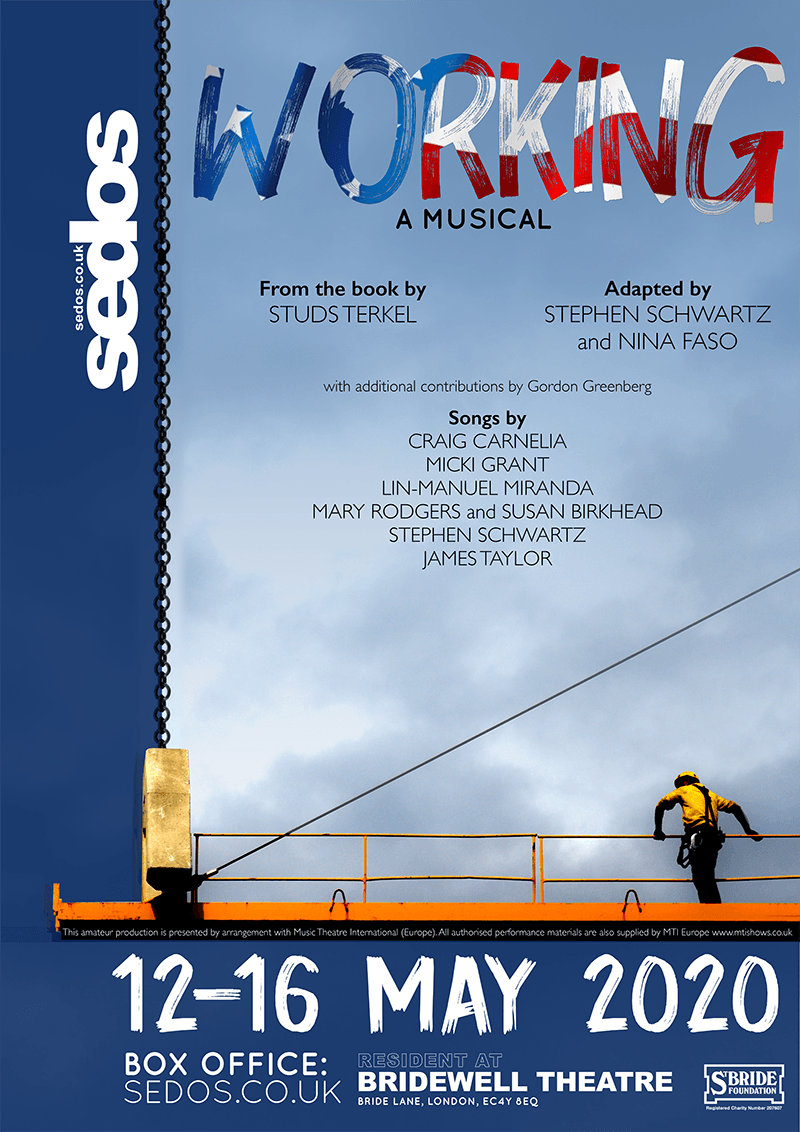 WORKING
A MUSICAL
sedos
sedos.co.uk
From the book by
STUDS TERKEL
Adapted by
STEPHEN SCHWARTZ
and NINA FASO
with additional contributions by Gordon Greenberg
Songs by
CRAIG CARNELIA
MICKI GRANT
LIN-MANUEL MIRANDA
MARY RODGERS and SUSAN BIRKHEAD
STEPHEN SCHWARTZ
JAMES TAYLOR
This amateur production is presented by arrangement with Music Theatre International (Europe). All authorised performance materials are also supplied by MTI Europe www.mtishows.co.uk
12–16 MAY 2020
BOX OFFICE:
SEDOS.CO.UK
RESIDENT AT
BRIDEWELL THEATRE
BRIDE LANE, LONDON, EC4Y 8EQ
ST BRIDE
FOUNDATION
Registered Charity Number 207607